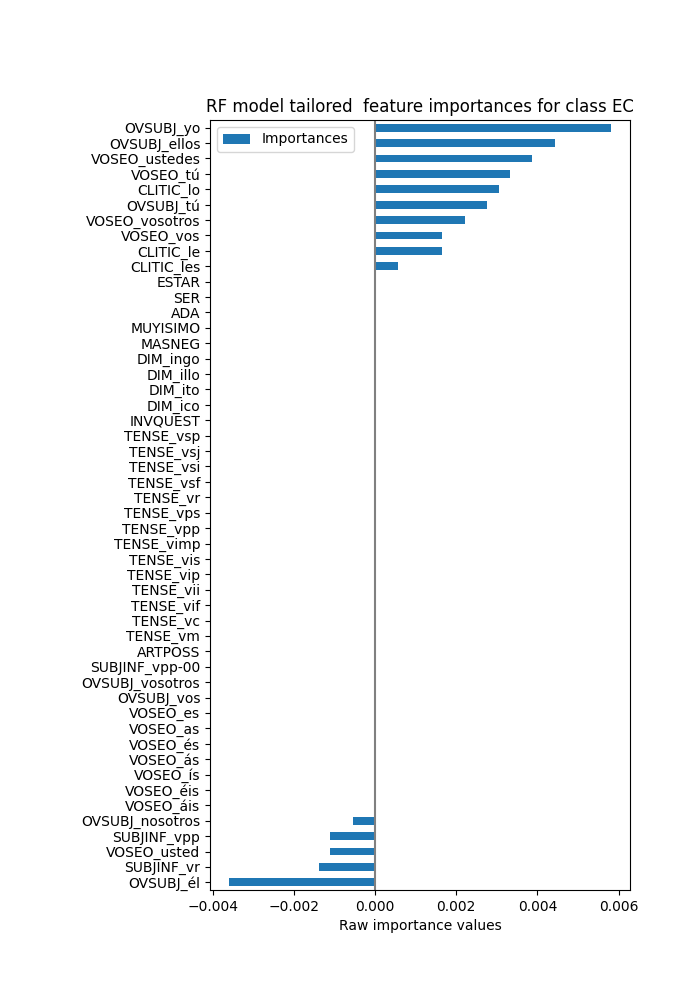 RF model tailored  feature importances for class EC
Importances
OVSUBJ_yo
OVSUBJ_ellos
VOSEO_ustedes
VOSEO_tú
CLITIC_lo
OVSUBJ_tú
VOSEO_vosotros
VOSEO_vos
CLITIC_le
CLITIC_les
ESTAR
SER
ADA
MUYISIMO
MASNEG
DIM_ingo
DIM_illo
DIM_ito
DIM_ico
INVQUEST
TENSE_vsp
TENSE_vsj
TENSE_vsi
TENSE_vsf
TENSE_vr
TENSE_vps
TENSE_vpp
TENSE_vimp
TENSE_vis
TENSE_vip
TENSE_vii
TENSE_vif
TENSE_vc
TENSE_vm
ARTPOSS
SUBJINF_vpp-00
OVSUBJ_vosotros
OVSUBJ_vos
VOSEO_es
VOSEO_as
VOSEO_és
VOSEO_ás
VOSEO_ís
VOSEO_éis
VOSEO_áis
OVSUBJ_nosotros
SUBJINF_vpp
VOSEO_usted
SUBJINF_vr
OVSUBJ_él
−0.004 −0.002 0.000 0.002 0.004 0.006
Raw importance values